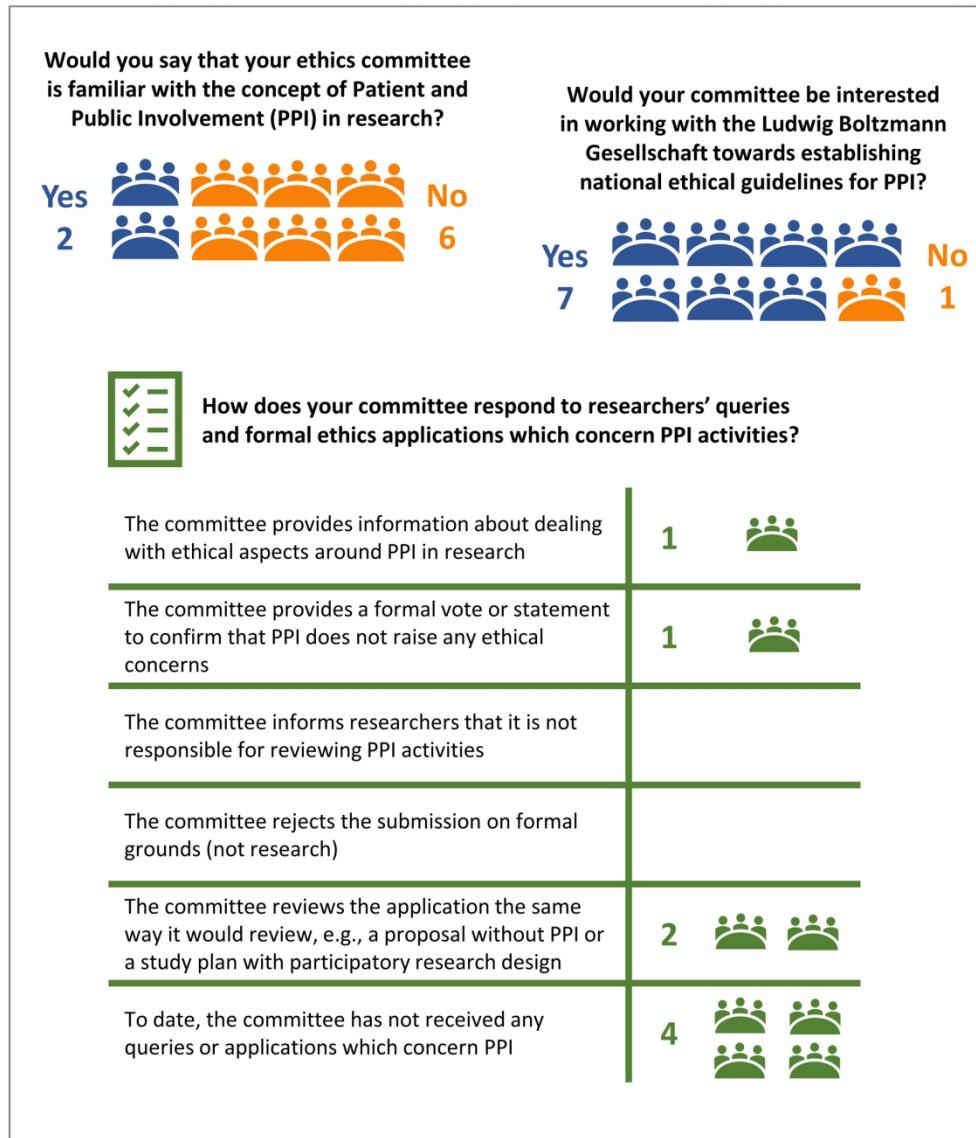 Would you say that your ethics committee
is familiar with the concept of Patient and
Public Involvement (PPI) in research?
Yes
2
No
6
Would your committee be interested
in working with the Ludwig Boltzmann
Gesellschaft towards establishing
national ethical guidelines for PPI?
Yes
7
No
1
How does your committee respond to researchers’ queries
and formal ethics applications which concern PPI activities?
The committee provides information about dealing
with ethical aspects around PPI in research
1
The committee provides a formal vote or statement
to confirm that PPI does not raise any ethical
concerns
1
The committee informs researchers that it is not
responsible for reviewing PPI activities
The committee rejects the submission on formal
grounds (not research)
The committee reviews the application the same
way it would review, e.g., a proposal without PPI or
a study plan with participatory research design
2
To date, the committee has not received any
queries or applications which concern PPI
4